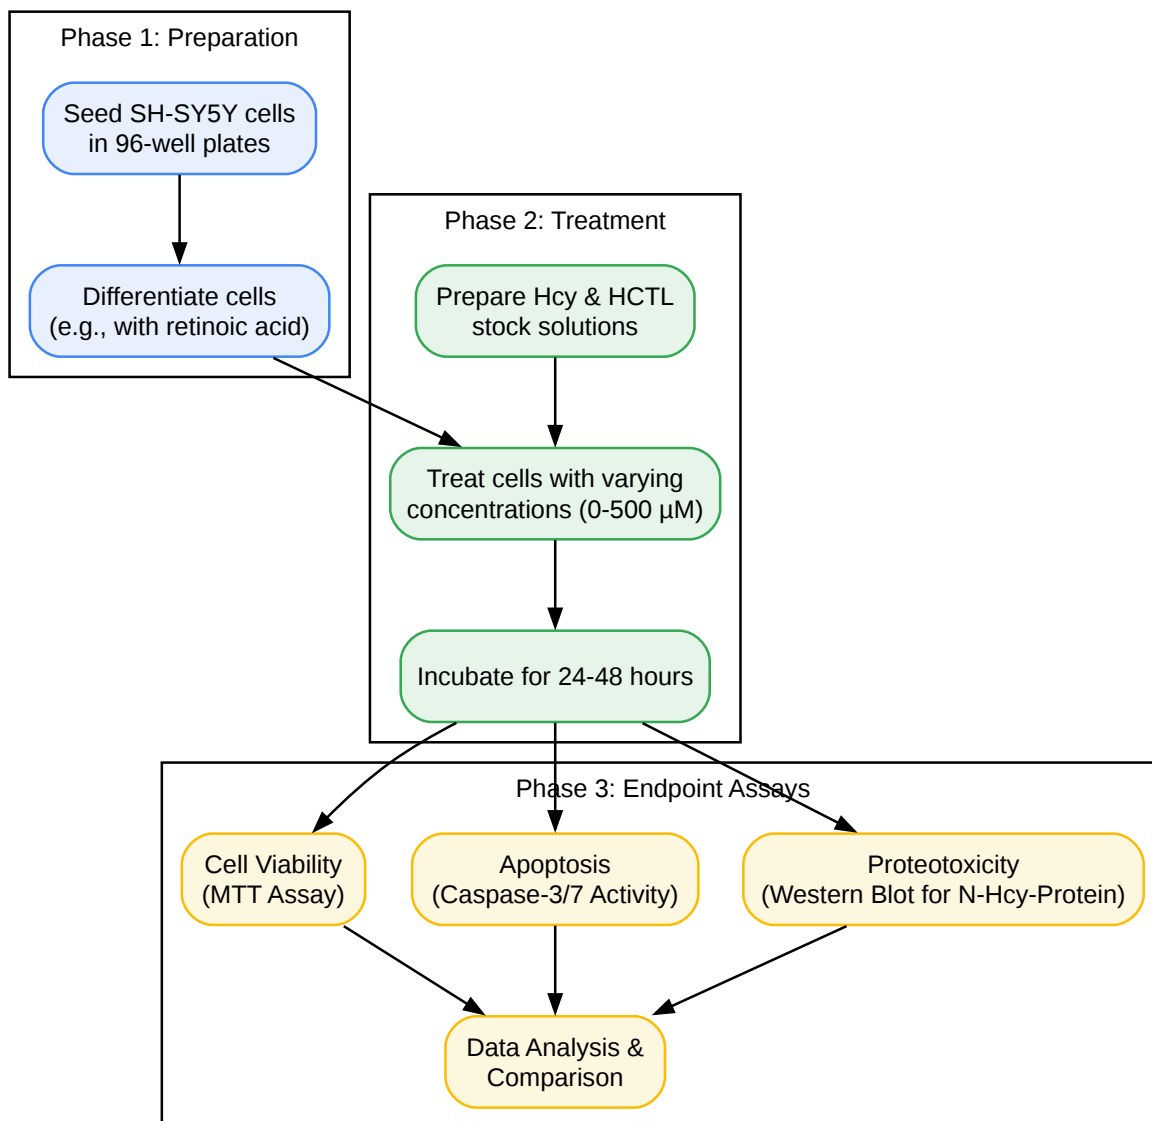 Phase 1: Preparation
Seed SH-SY5Y cells
in 96-well plates
Differentiate cells
(e.g., with retinoic acid)
Phase 2: Treatment
Prepare Hcy & HCTL
stock solutions
Treat cells with varying
concentrations (0-500 µM)
Incubate for 24-48 hours
Phase 3: Endpoint Assays
Cell Viability
(MTT Assay)
Apoptosis
(Caspase-3/7 Activity)
Proteotoxicity
(Western Blot for N-Hcy-Protein)
Data Analysis &
Comparison